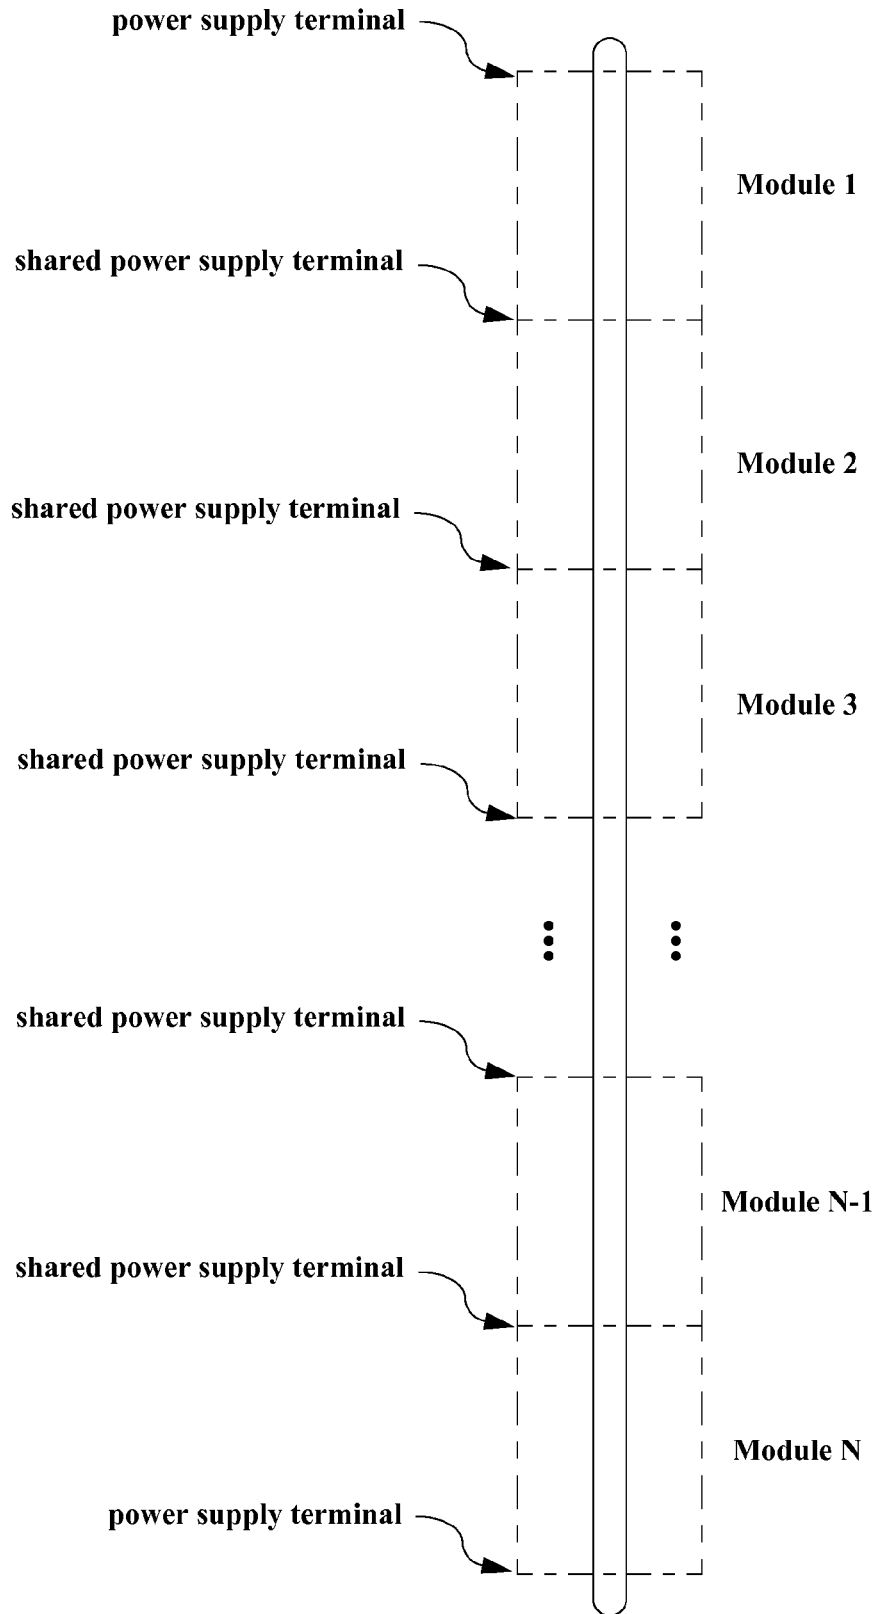 power supply terminal
Module 1
shared power supply terminal
Module 2
shared power supply terminal
Module 3
shared power supply terminal
shared power supply terminal
Module N-1
shared power supply terminal
Module N
power supply terminal